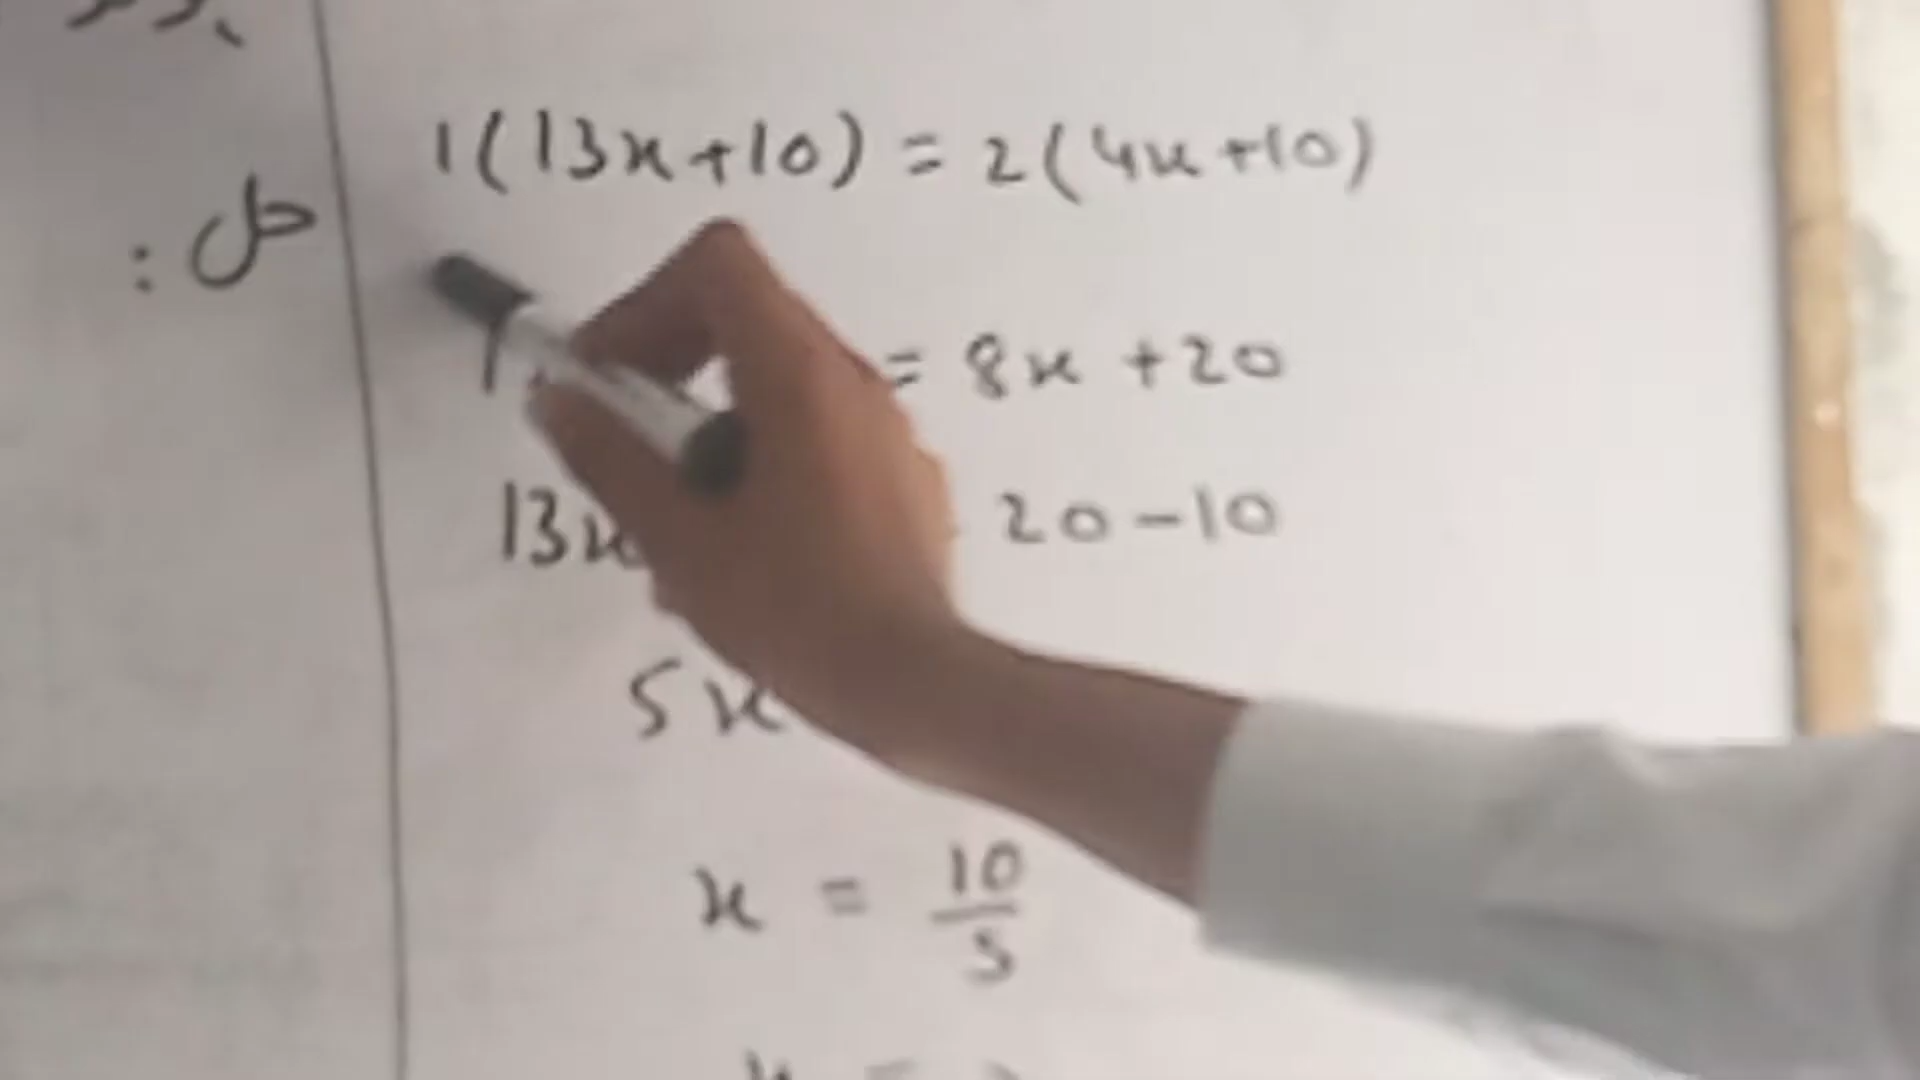 1(13x+10) = 2(4x+10)
حل :
= 8x +20
13x 20-10
5x
x = 10/5
x =